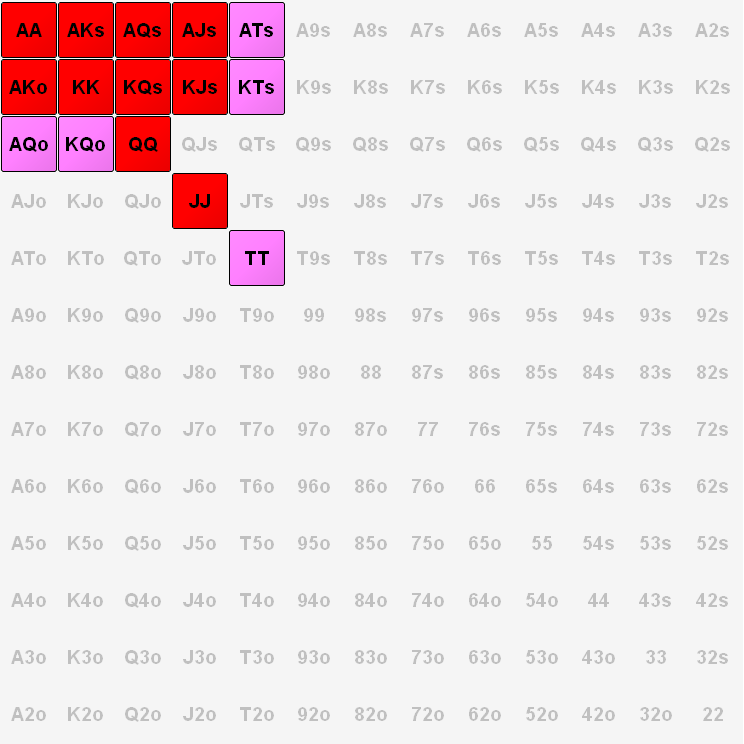 AA AKs AQs AJs ATs A9s A8s A7s A6s A5s A4s A3s A2s
AKo KK KQs KJs KTs K9s K8s K7s K6s K5s K4s K3s K2s
AQo KQo QQ QJs QTs Q9s Q8s Q7s Q6s Q5s Q4s Q3s Q2s
AJo KJo QJo JJ JTs J9s J8s J7s J6s J5s J4s J3s J2s
ATo KTo QTo JTo TT T9s T8s T7s T6s T5s T4s T3s T2s
A9o K9o Q9o J9o T9o 99 98s 97s 96s 95s 94s 93s 92s
A8o K8o Q8o J8o T8o 98o 88 87s 86s 85s 84s 83s 82s
A7o K7o Q7o J7o T7o 97o 87o 77 76s 75s 74s 73s 72s
A6o K6o Q6o J6o T6o 96o 86o 76o 66 65s 64s 63s 62s
A5o K5o Q5o J5o T5o 95o 85o 75o 65o 55 54s 53s 52s
A4o K4o Q4o J4o T4o 94o 84o 74o 64o 54o 44 43s 42s
A3o K3o Q3o J3o T3o 93o 83o 73o 63o 53o 43o 33 32s
A2o K2o Q2o J2o T2o 92o 82o 72o 62o 52o 42o 32o 22